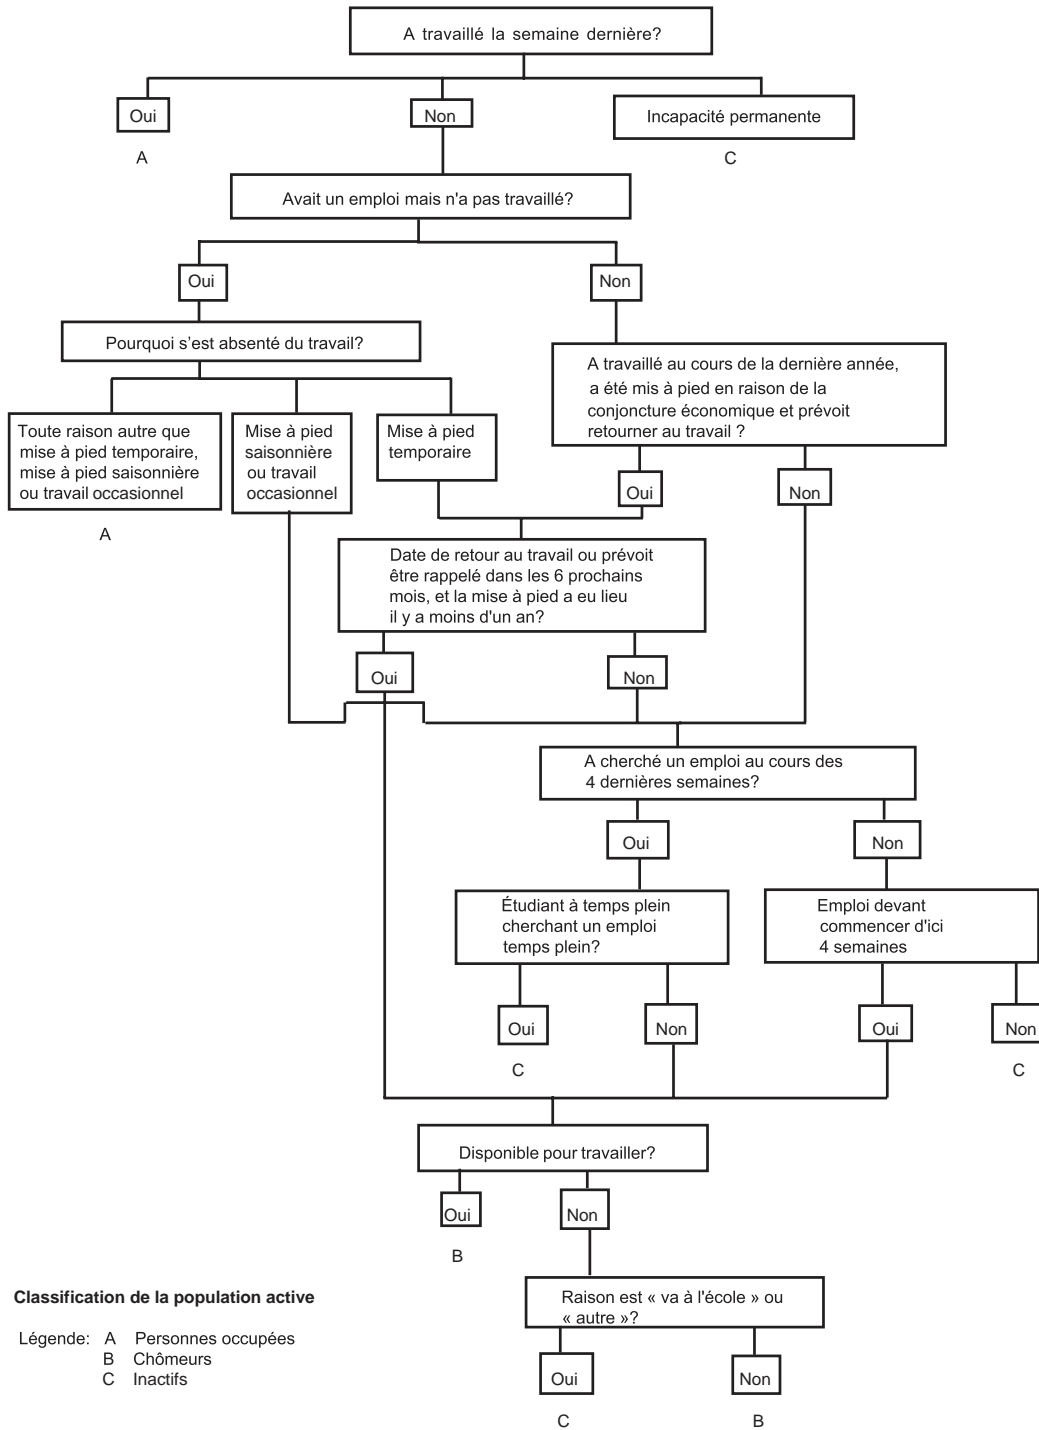 A travaillé la semaine dernière?
Oui
Non
Incapacité permanente
A
C
Avait un emploi mais n'a pas travaillé?
Oui
Non
Pourquoi s'est absenté du travail?
A travaillé au cours de la dernière année,
a été mis à pied en raison de la
conjoncture économique et prévoit
retourner au travail ?
Toute raison autre que
mise à pied temporaire,
mise à pied saisonnière
ou travail occasionnel
Mise à pied
saisonnière
ou travail
occasionnel
Mise à pied
temporaire
Oui
Non
A
Date de retour au travail ou prévoit
être rappelé dans les 6 prochains
mois, et la mise à pied a eu lieu
il y a moins d'un an?
Oui
Non
A cherché un emploi au cours des
4 dernières semaines?
Oui
Non
Étudiant à temps plein
cherchant un emploi
temps plein?
Emploi devant
commencer d'ici
4 semaines
Oui
Non
Oui
Non
C
C
Disponible pour travailler?
Oui
Non
B
Raison est « va à l'école » ou
« autre »?
Oui
Non
C
B
Classification de la population active
Légende: A Personnes occupées
B Chômeurs
C Inactifs